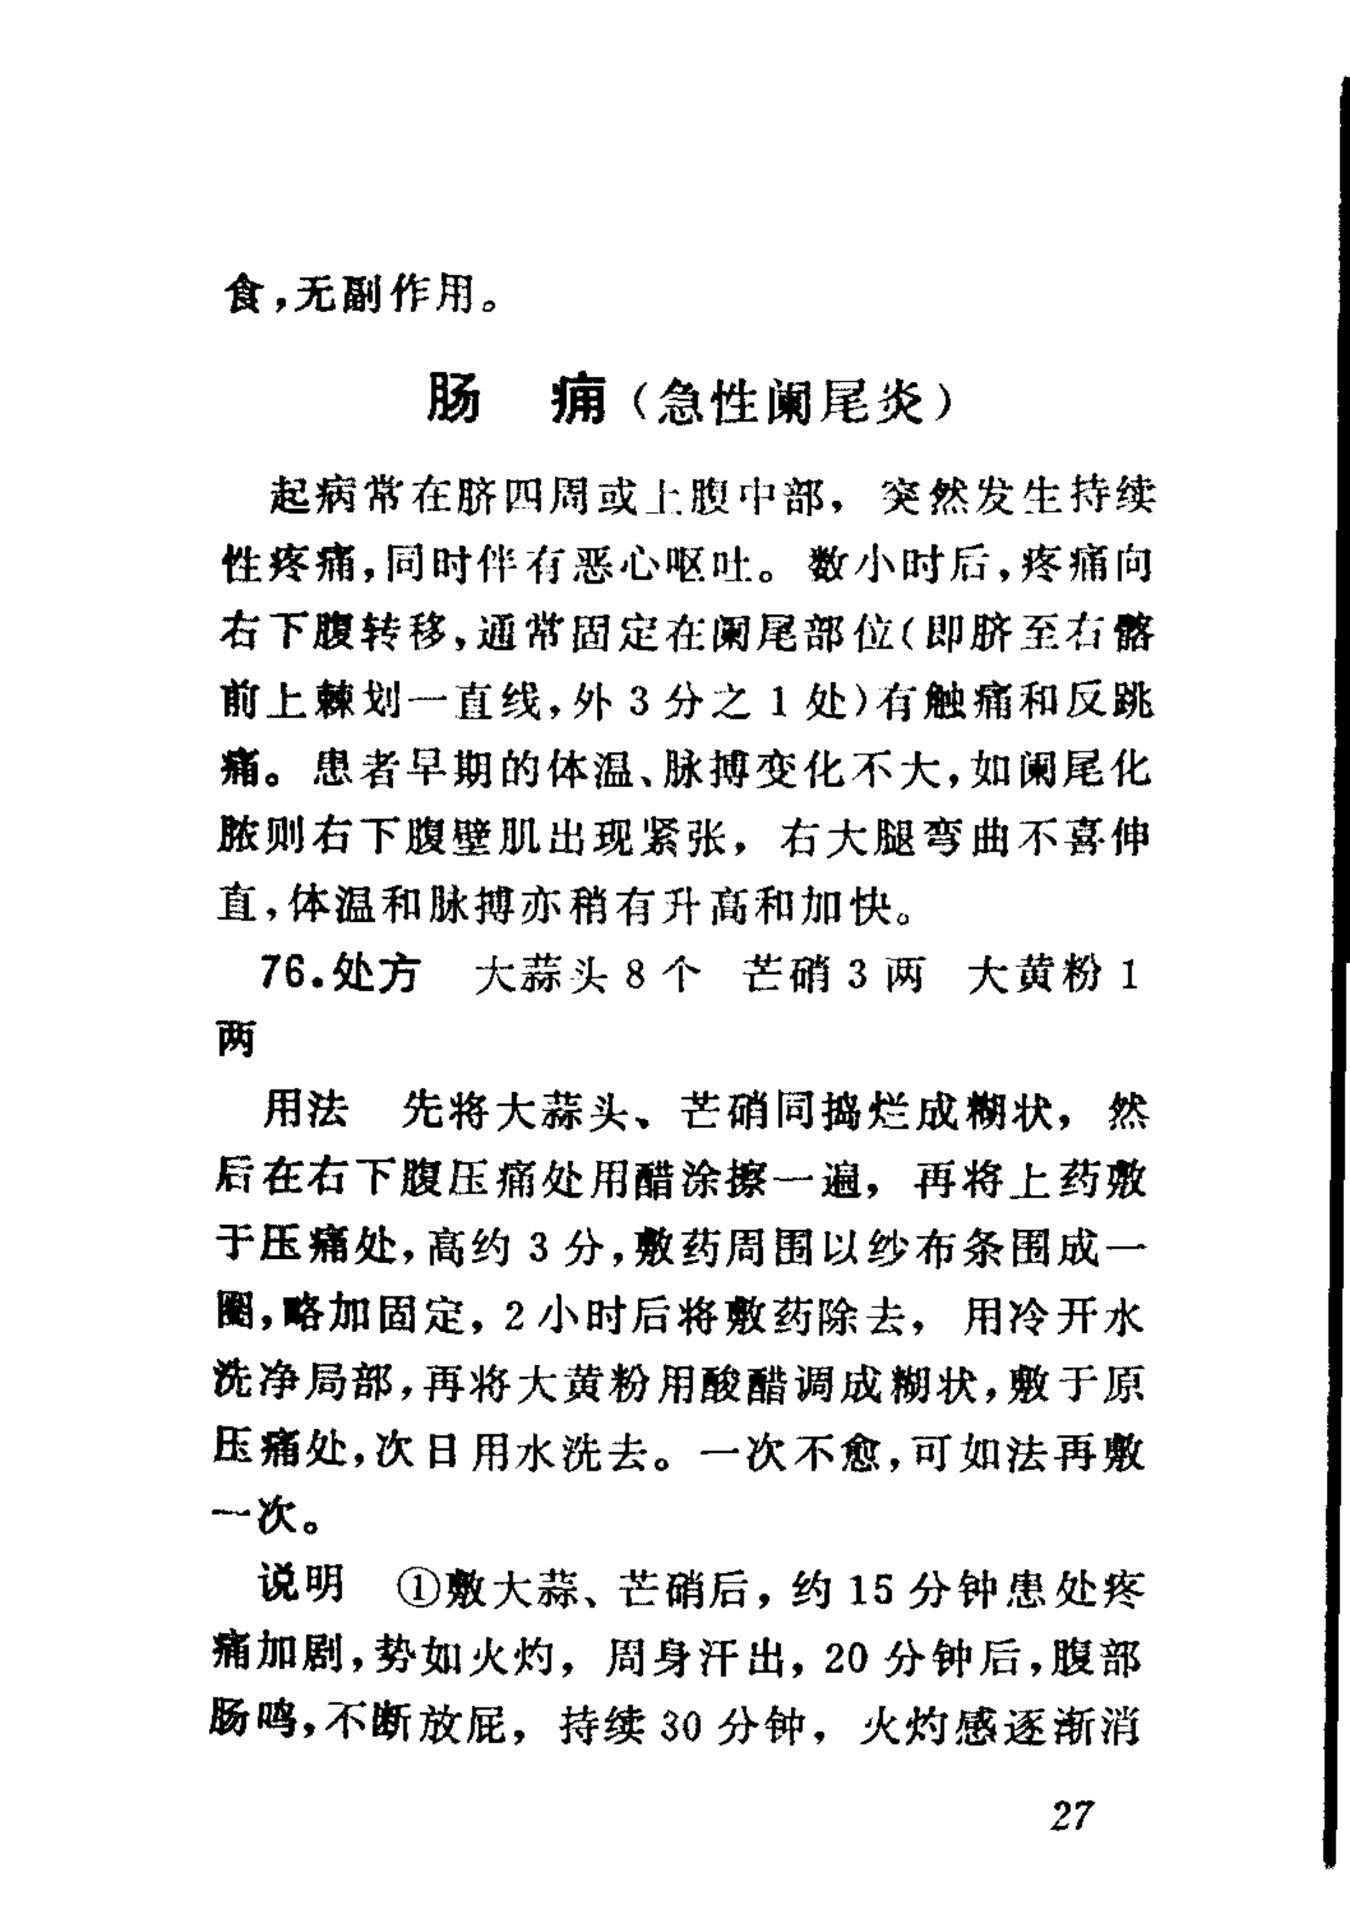 食,无副作用。
肠　痈（急性阑尾炎）
起病常在脐四周或上腹中部，突然发生持续
性疼痛,同时伴有恶心呕吐。数小时后,疼痛向
右下腹转移,通常固定在阑尾部位(即脐至右髂
前上棘划一直线,外 3 分之 1 处)有触痛和反跳
痛。患者早期的体温、脉搏变化不大,如阑尾化
脓则右下腹壁肌出现紧张，右大腿弯曲不喜伸
直,体温和脉搏亦稍有升高和加快。
76.处方　大蒜头 8 个　芒硝 3 两　大黄粉 1
两
用法　先将大蒜头、芒硝同捣烂成糊状，然
后在右下腹压痛处用醋涂擦一遍，再将上药敷
于压痛处,高约 3 分,敷药周围以纱布条围成一
圈,略加固定，2 小时后将敷药除去，用冷开水
洗净局部,再将大黄粉用酸醋调成糊状,敷于原
压痛处,次日用水洗去。一次不愈,可如法再敷
一次。
说明　①敷大蒜、芒硝后，约 15 分钟患处疼
痛加剧,势如火灼，周身汗出，20 分钟后,腹部
肠鸣,不断放屁，持续 30 分钟，火灼感逐渐消
27